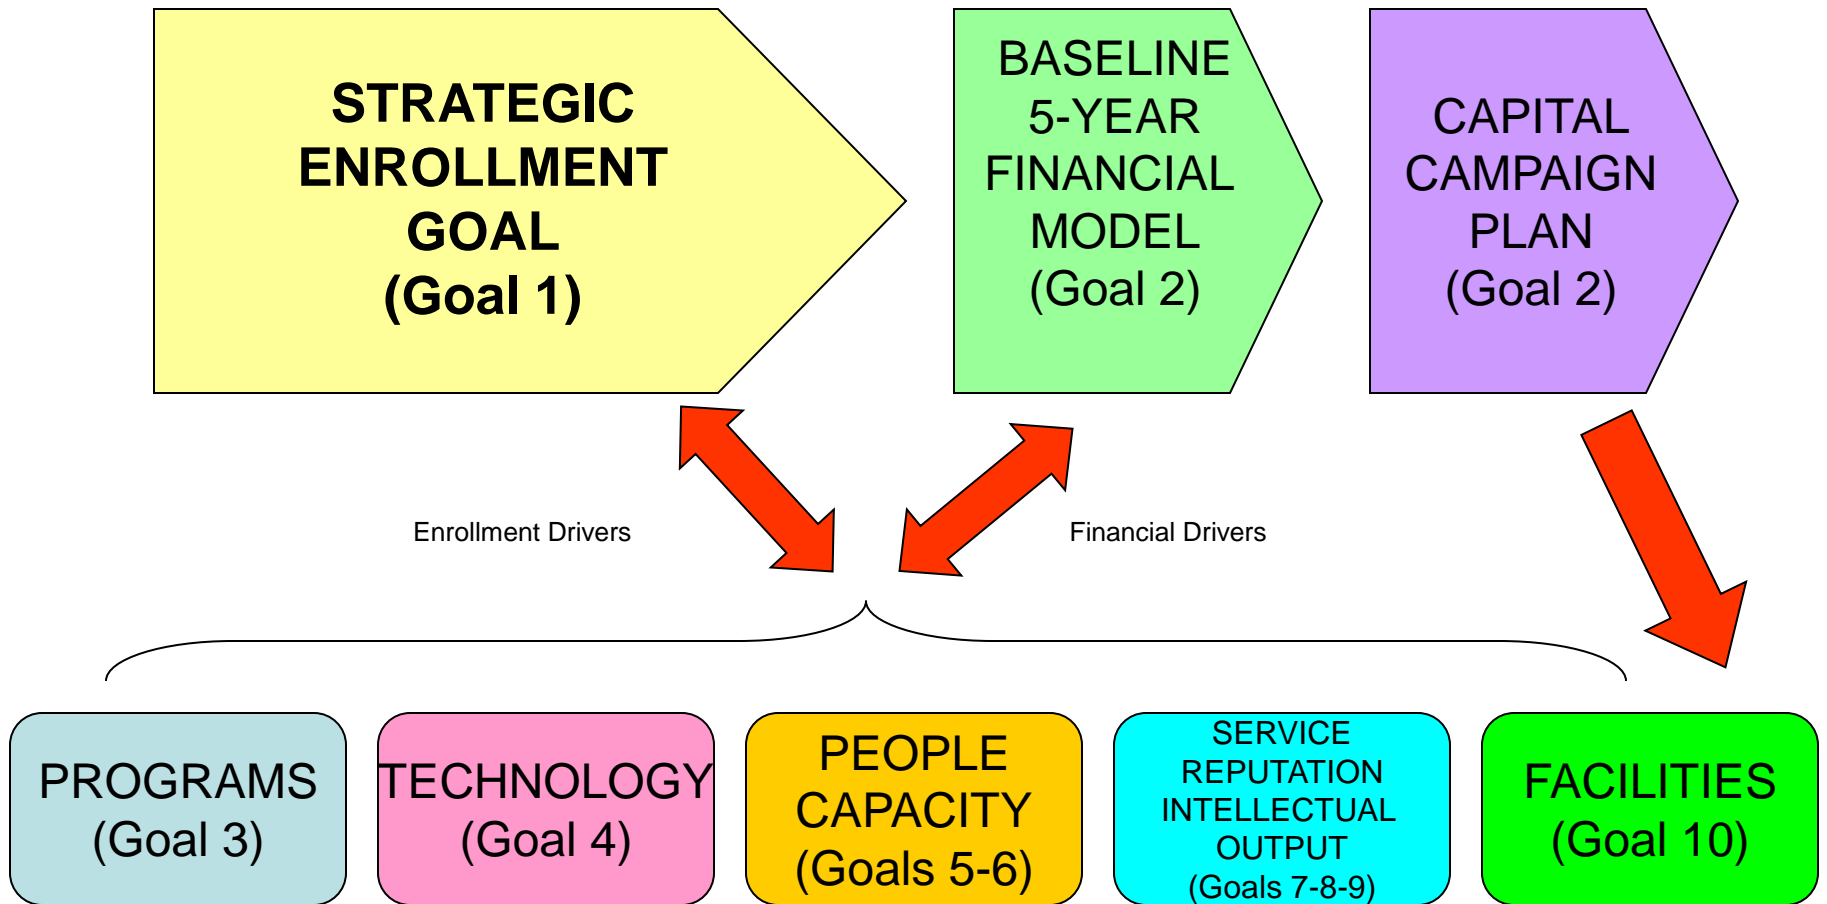 STRATEGIC
ENROLLMENT
GOAL
(Goal 1)
BASELINE
5-YEAR
FINANCIAL
MODEL
(Goal 2)
CAPITAL
CAMPAIGN
PLAN
(Goal 2)
Enrollment Drivers
Financial Drivers
PROGRAMS
(Goal 3)
TECHNOLOGY
(Goal 4)
PEOPLE
CAPACITY
(Goals 5-6)
SERVICE
REPUTATION
INTELLECTUAL
OUTPUT
(Goals 7-8-9)
FACILITIES
(Goal 10)